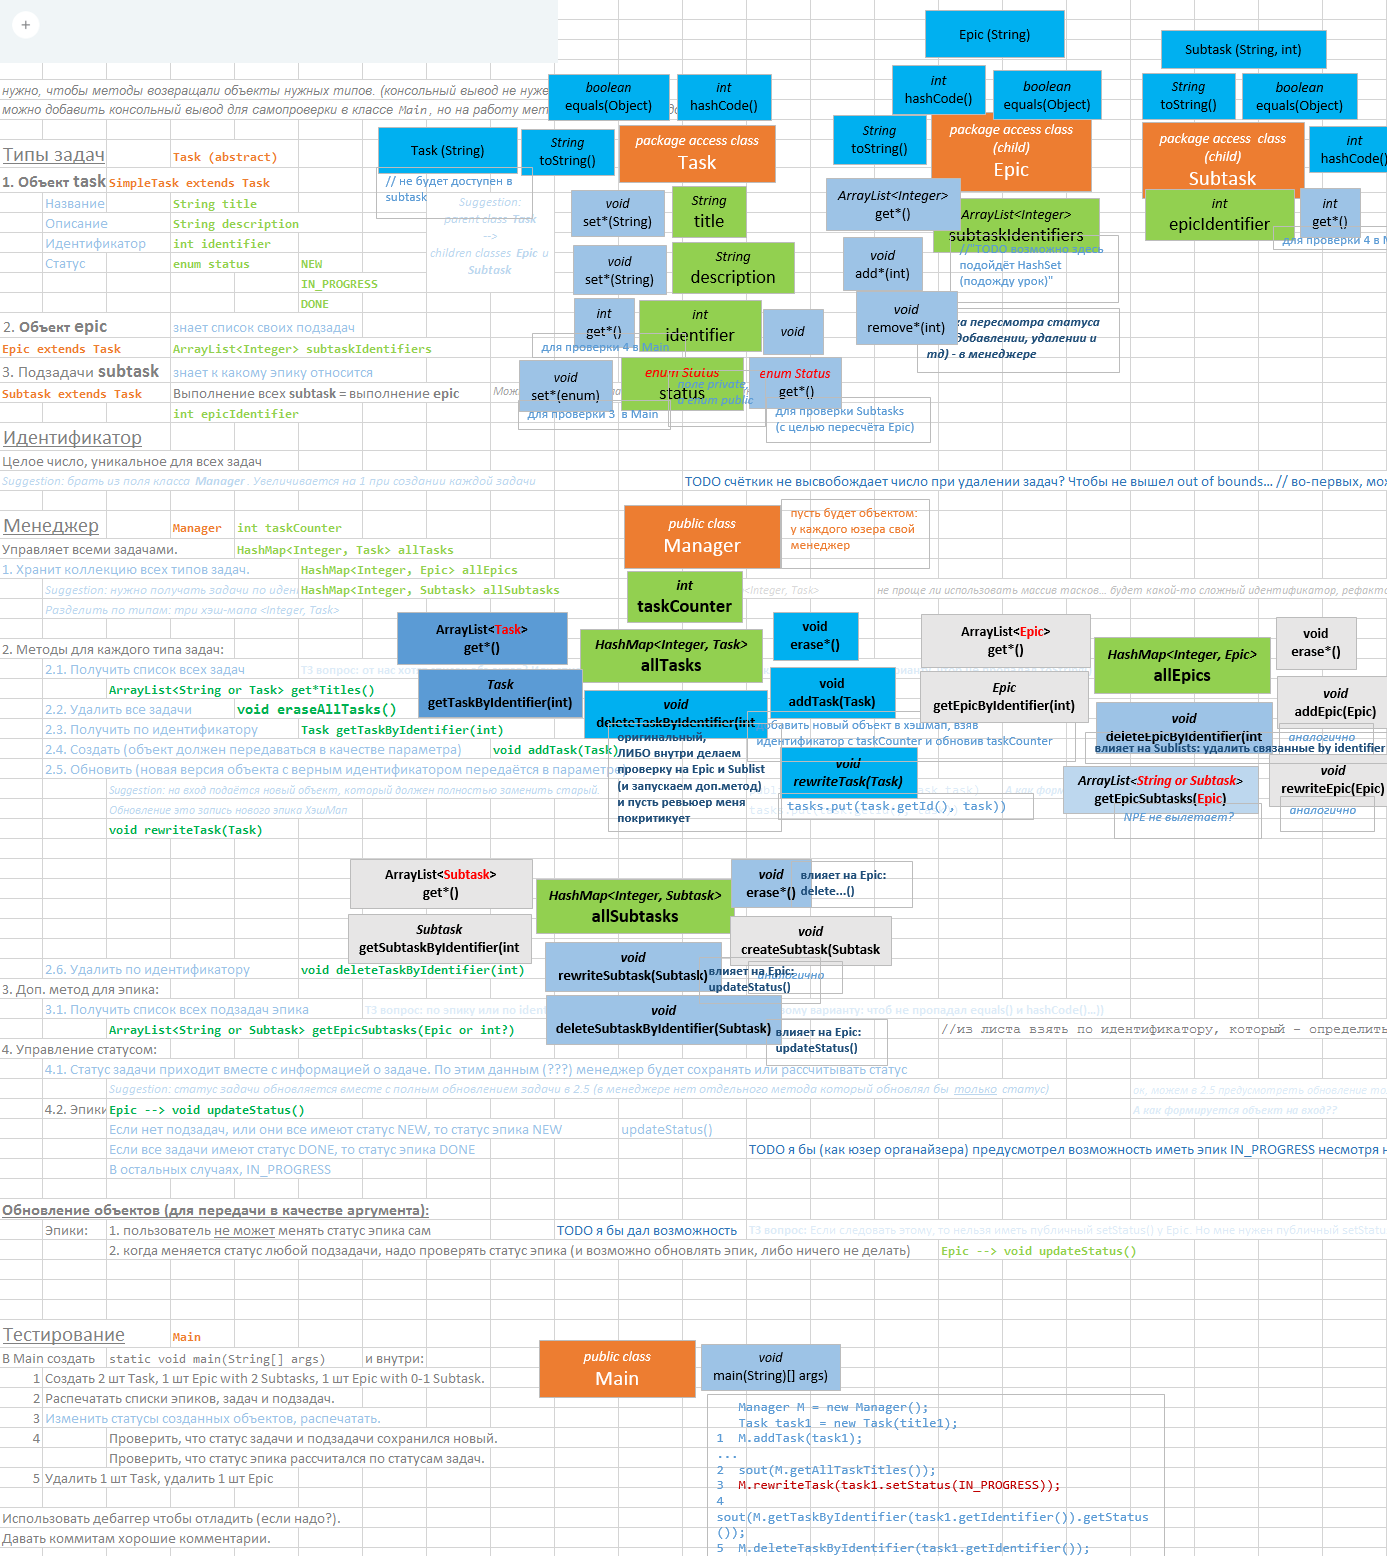 +
Epic (String)
Subtask (String, int)
нужно, чтобы методы возвращали объекты нужных типов. (консольный вывод не нуже
можно добавить консольный вывод для самопроверки в классе Main, но на работу мет
boolean
equals(Object)
int
hashCode()
int
hashCode()
boolean
equals(Object)
String
toString()
boolean
equals(Object)
Типы задач
Task (abstract)
Task (String)
String
toString()
package access class
Task
String
toString()
package access class
(child)
Epic
package access class
(child)
Subtask
int
hashCode()
1. Объект task
SimpleTask extends Task
// не будет доступен в
subtask
Название
String title
Описание
String description
Идентификатор
int identifier
Статус
enum status
NEW
IN_PROGRESS
DONE
Suggestion:
parent class Task
-->
children classes Epic и
Subtask
void
set*(String)
String
title
void
set*(String)
String
description
int
get*()
int
identifier
void
для проверки 4 в Main
void
set*(enum)
enum Status
status
enum Status
get*()
поле private,
а enum public
для проверки 3 в Main
для проверки Subtasks
(с целью пересчёта Epic)
ArrayList<Integer>
get*()
ArrayList<Integer>
subtaskIdentifiers
void
add*(int)
//"TODO возможно здесь
подойдёт HashSet
(подожду урок)"
void
remove*(int)
ка пересмотра статуса
добавлении, удалении и
тд) - в менеджере
int
epicIdentifier
int
get*()
для проверки 4 в М
2. Объект epic
знает список своих подзадач
Epic extends Task
ArrayList<Integer> subtaskIdentifiers
3. Подзадачи subtask
знает к какому эпику относится
Subtask extends Task
Выполнение всех subtask = выполнение epic
Мож
int epicIdentifier
Идентификатор
Целое число, уникальное для всех задач
Suggestion: брать из поля класса Manager . Увеличивается на 1 при создании каждой задачи
TODO счёткик не высвобождает число при удалении задач? Чтобы не вышел out of bounds... // во-первых, мож
Менеджер
Manager
int taskCounter
public class
Manager
пусть будет объектом:
у каждого юзера свой
менеджер
Управляет всеми задачами.
HashMap<Integer, Task> allTasks
1. Хранит коллекцию всех типов задач.
HashMap<Integer, Epic> allEpics
Suggestion: нужно получать задачи по иден
HashMap<Integer, Subtask> allSubtasks
<Integer, Task>
не проще ли использовать массив тасков... будет какой-то сложный идентификатор, рефакто
Разделить по типам: три хэш-мапа <Integer, Task>
int
taskCounter
ArrayList<Task>
get*()
HashMap<Integer, Task>
allTasks
void
erase*()
ArrayList<Epic>
get*()
HashMap<Integer, Epic>
allEpics
void
erase*()
2. Методы для каждого типа задач:
2.1. Получить список всех задач
ArrayList<String or Task> get*Titles()
Task
getTaskByIdentifier(int)
void
addTask(Task)
Epic
getEpicByIdentifier(int)
void
addEpic(Epic)
2.2. Удалить все задачи
void eraseAllTasks()
void
deleteTaskByIdentifier(int
void
deleteEpicByIdentifier(int
2.3. Получить по идентификатору
Task getTaskByIdentifier(int)
2.4. Создать (объект должен передаваться в качестве параметра)
void addTask(Task)
оригинальный,
ЛИБО внутри делаем
проверку на Epic и Sublist
(и запускаем доп.метод)
и пусть ревьюер меня
покритикует
обавить новый объект в хэшмап, взяв
идентификатор с taskCounter и обновив taskCounter
влияет на Sublists: удалить связанные by identifier
2.5. Обновить (новая версия объекта с верным идентификатором передаётся в параметре)
void
rewriteTask(Task)
tasks.put(task.getId(), task))
ArrayList<String or Subtask>
getEpicSubtasks(Epic)
NPE не вылетает?
void
rewriteEpic(Epic)
аналогично
Suggestion: на вход падаётся новый объект, который должен полностью заменить старый.
Обновление это запись нового эпика ХэшМап
void rewriteTask(Task)
ArrayList<Subtask>
get*()
HashMap<Integer, Subtask>
allSubtasks
void
erase*()
влияет на Epic:
delete...()
Subtask
getSubtaskByIdentifier(int
void
createSubtask(Subtask
аналогично
void
rewriteSubtask(Subtask)
влияет на Epic:
updateStatus()
2.6. Удалить по идентификатору
void deleteTaskByIdentifier(int)
3. Доп. метод для эпика:
void
deleteSubtaskByIdentifier(Subtask)
влияет на Epic:
updateStatus()
3.1. Получить список всех подзадач эпика
ТЗ вопрос: по эпику или по ident
ому варианту: чтоб не пропадал equals() и hashCode()...))
ArrayList<String or Subtask> getEpicSubtasks(Epic or int?)
//из листа взять по идентификатору, который – определить
4. Управление статусом:
4.1. Статус задачи приходит вместе с информацией о задаче. По этим данным (???) менеджер будет сохранять или рассчитывать статус
Suggestion: статус задачи обновляется вместе с полным обновлением задачи в 2.5 (в менеджере нет отдельного метода который обновлял бы только статус)
ок, можем в 2.5 предусмотреть обновление то
4.2. Эпики
Epic --> void updateStatus()
А как формируется объект на вход??
Если нет подзадач, или они все имеют статус NEW, то статус эпика NEW
updateStatus()
Если все задачи имеют статус DONE, то статус эпика DONE
TODO я бы (как юзер органайзера) предусмотрел возможность иметь эпик IN_PROGRESS несмотря н
В остальных случаях, IN_PROGRESS
Обновление объектов (для передачи в качестве аргумента):
Эпики:
1. пользователь не может менять статус эпика сам
TODO я бы дал возможность
ТЗ вопрос: Если следовать этому, то нельзя иметь публичный setStatus() у Epic. Но мне нужен публичный setStatu
2. когда меняется статус любой подзадачи, надо проверять статус эпика (и возможно обновлять эпик, либо ничего не делать)
Epic --> void updateStatus()
Тестирование
Main
В Main создать
static void main(String[] args)
и внутри:
public class
Main
void
main(String)[] args)
1 Создать 2 шт Task, 1 шт Epic with 2 Subtasks, 1 шт Epic with 0-1 Subtask.
2 Распечатать списки эпиков, задач и подзадач.
3 Изменить статусы созданных объектов, распечатать.
4 Проверить, что статус задачи и подзадачи сохранился новый.
Проверить, что статус эпика рассчитался по статусам задач.
5 Удалить 1 шт Task, удалить 1 шт Epic
Использовать дебаггер чтобы отладить (если надо?).
Давать коммитам хорошие комментарии.
Manager M = new Manager();
Task task1 = new Task(title1);
1 M.addTask(task1);
...
2 sout(M.getAllTaskTitles());
3 M.rewriteTask(task1.setStatus(IN_PROGRESS));
4
sout(M.getTaskByIdentifier(task1.getIdentifier()).getStatus
());
5 M.deleteTaskByIdentifier(task1.getIdentifier());